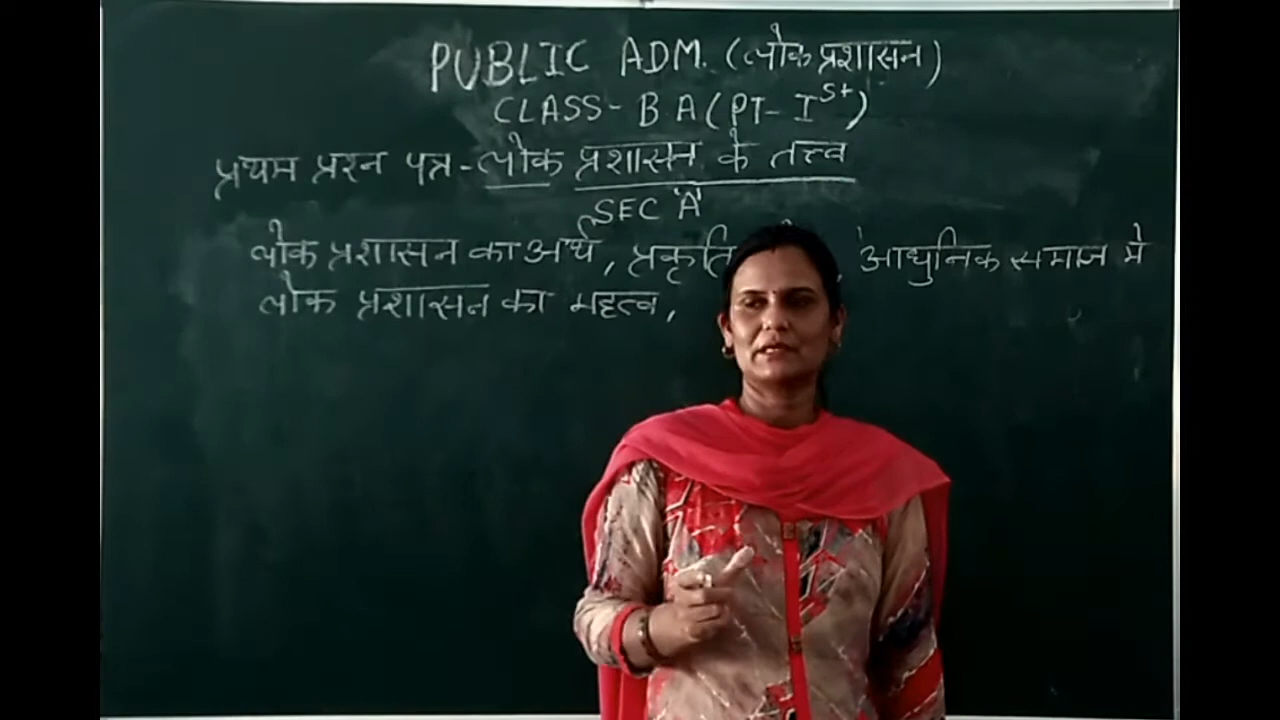 PUBLIC ADM. (लोक प्रशासन)
CLASS- B A (PT- I St)
प्रथम प्रश्न पत्र - लोक प्रशासन के तत्त्व
SEC 'A'
लोक प्रशासन का अर्थ, प्रकृति , आधुनिक समाज मे
लोक प्रशासन का महत्व,